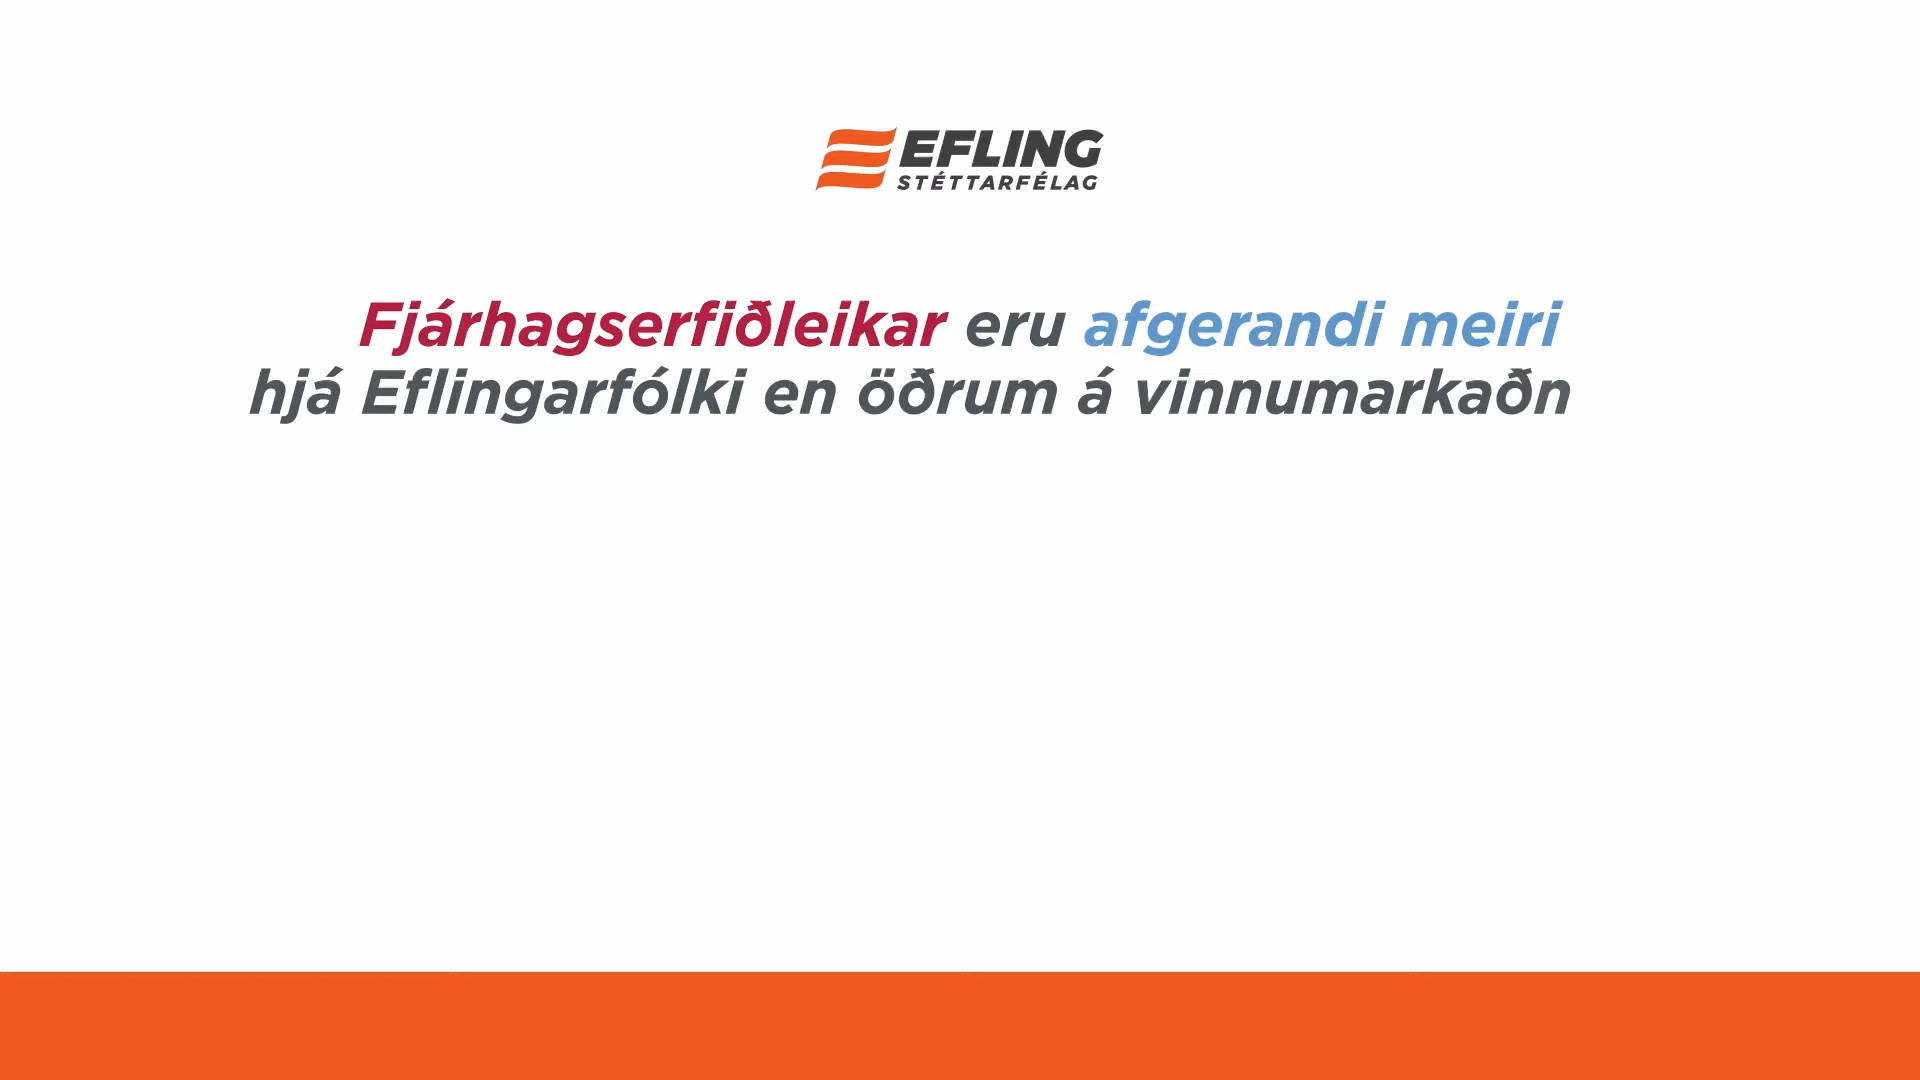 EFLING
STÉTTARFÉLAG
Fjárhagserfiðleikar eru afgerandi meiri
hjá Eflingarfólki en öðrum á vinnumarkaðn